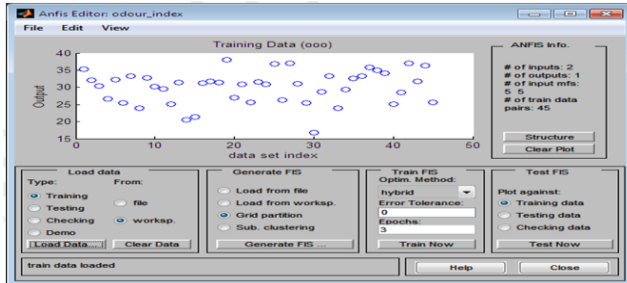 Anfis Editor: odour_index
File Edit View
Training Data (ooo)
40
35
30
25
20
15
Output
0 10 20 30 40 50
data set index
ANFIS Info.
# of inputs: 2
# of outputs: 1
# of input mfs:
5 5
# of train data
pairs: 45
Structure
Clear Plot
Load data
Type: From:
Training
Testing
Checking
Demo
file
worksp.
Load Data... Clear Data
Generate FIS
Load from file
Load from worksp.
Grid partition
Sub. clustering
Generate FIS ...
Train FIS
Optim. Method:
hybrid
Error Tolerance:
0
Epochs:
3
Train Now
Test FIS
Plot against:
Training data
Testing data
Checking data
Test Now
train data loaded
Help Close